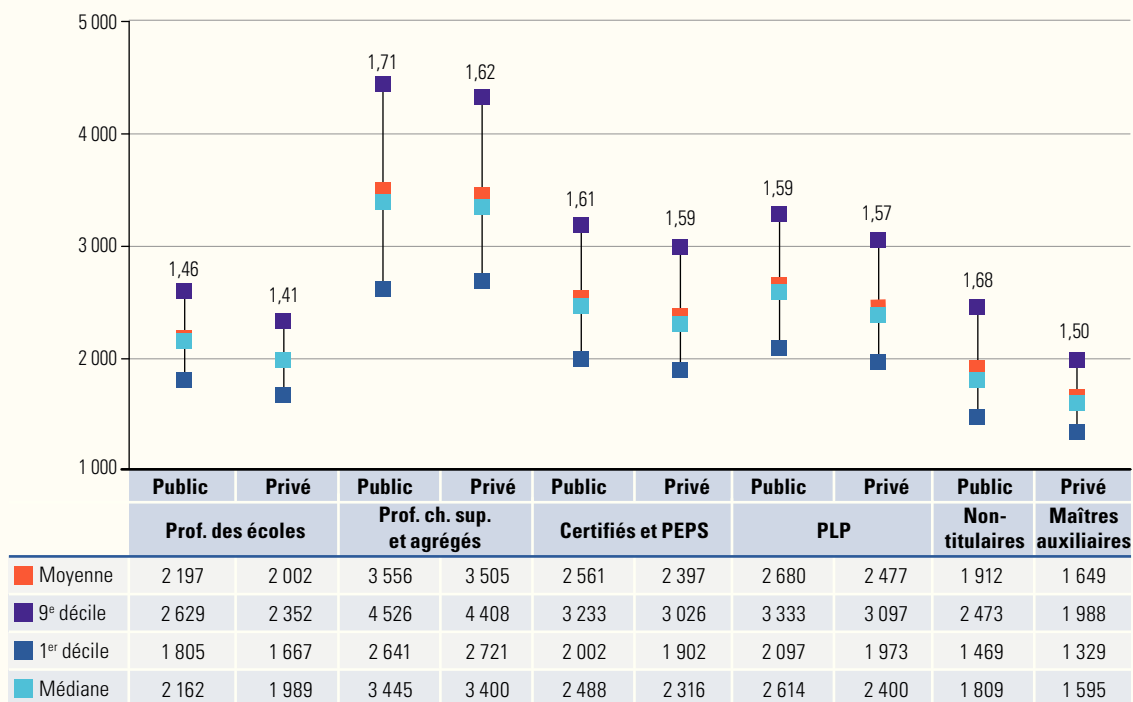 5 000
4 000
3 000
2 000
1 000
1,46
1,41
1,71
1,62
1,61
1,59
1,59
1,57
1,68
1,50
Public Privé Public Privé Public Privé Public Privé Public Privé
Prof. des écoles
Prof. ch. sup.
et agrégés
Certifiés et PEPS
PLP
Non-
titulaires
Maîtres
auxiliaires
Moyenne 2 197 2 002 3 556 3 505 2 561 2 397 2 680 2 477 1 912 1 649
9e décile 2 629 2 352 4 526 4 408 3 233 3 026 3 333 3 097 2 473 1 988
1er décile 1 805 1 667 2 641 2 721 2 002 1 902 2 097 1 973 1 469 1 329
Médiane 2 162 1 989 3 445 3 400 2 488 2 316 2 614 2 400 1 809 1 595